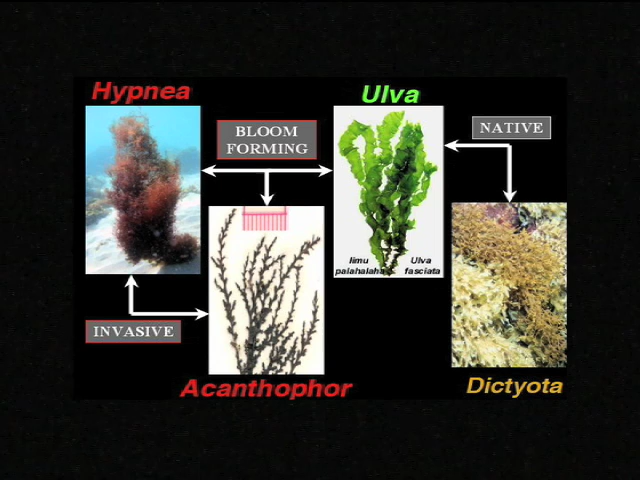 Hypnea
Ulva
BLOOM
FORMING
NATIVE
limu
palahalaha
Ulva
fasciata
INVASIVE
Acanthophor
Dictyota